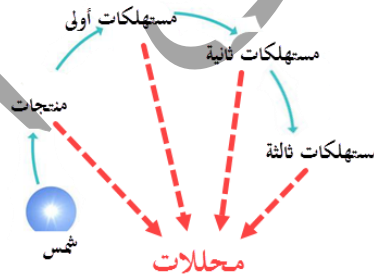 مستهلكات أولى
مستهلكات ثانية
منتجات
مستهلكات ثالثة
شمس
محللات